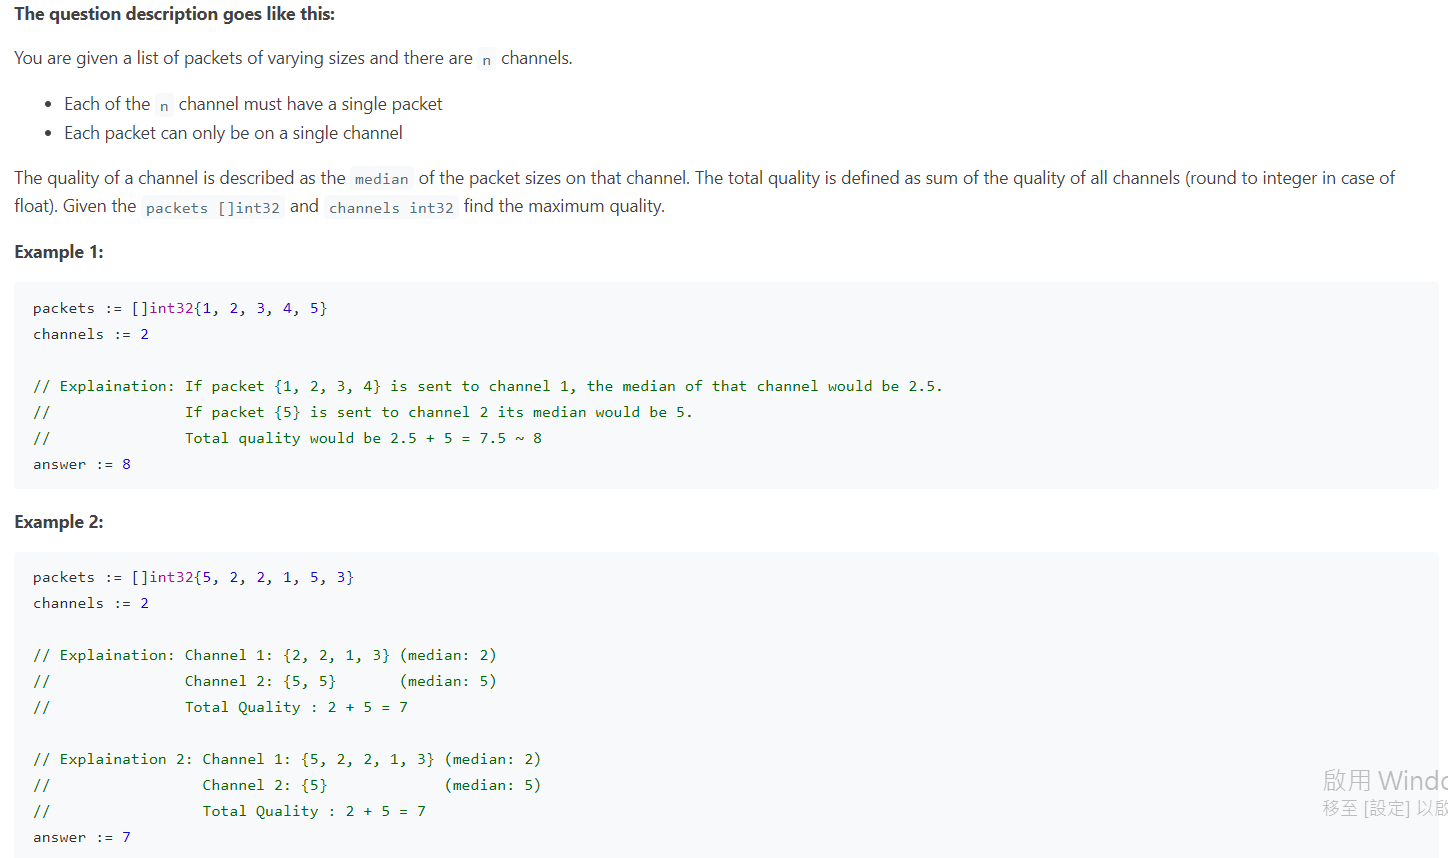 The question description goes like this:
You are given a list of packets of varying sizes and there are n channels.
• Each of the n channel must have a single packet
• Each packet can only be on a single channel
The quality of a channel is described as the median of the packet sizes on that channel. The total quality is defined as sum of the quality of all channels (round to integer in case of
float). Given the packets []int32 and channels int32 find the maximum quality.
Example 1:
packets := []int32{1, 2, 3, 4, 5}
channels := 2
// Explaination: If packet {1, 2, 3, 4} is sent to channel 1, the median of that channel would be 2.5.
// If packet {5} is sent to channel 2 its median would be 5.
// Total quality would be 2.5 + 5 = 7.5 ~ 8
answer := 8
Example 2:
packets := []int32{5, 2, 2, 1, 5, 3}
channels := 2
// Explaination: Channel 1: {2, 2, 1, 3} (median: 2)
// Channel 2: {5, 5} (median: 5)
// Total Quality : 2 + 5 = 7
// Explaination 2: Channel 1: {5, 2, 2, 1, 3} (median: 2)
// Channel 2: {5} (median: 5)
// Total Quality : 2 + 5 = 7
answer := 7
啟用 Windo
移至 [設定] 以啟